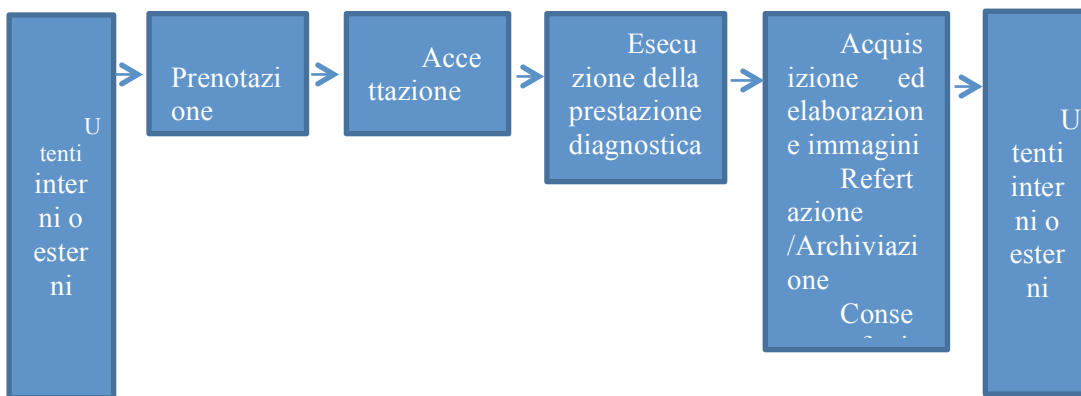 U
tenti
inter
ni o
ester
ni
Prenotazi
one
Acce
ttazione
Esecu
zione della
prestazione
diagnostica
Acquis
izione ed
elaborazion
e immagini
Refert
azione
/Archiviazi
one
Conse
U
tenti
inter
ni o
ester
ni